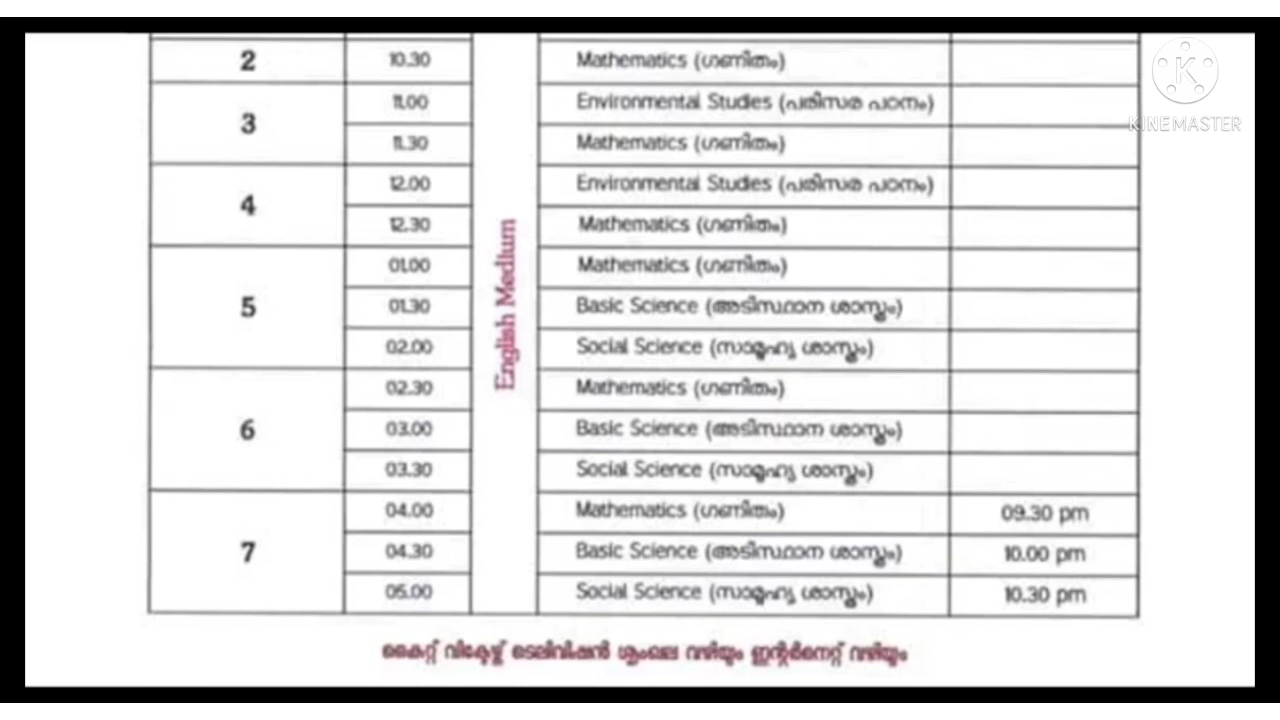 2 10.30 Mathematics (ഗണിതം)
3 11.00 Environmental Studies (പരിസര പഠനം)
11.30 Mathematics (ഗണിതം)
4 12.00 Environmental Studies (പരിസര പഠനം)
12.30 Mathematics (ഗണിതം)
English Medium
5 01.00 Mathematics (ഗണിതം)
01.30 Basic Science (അടിസ്ഥാന ശാസ്ത്രം)
02.00 Social Science (സാമൂഹ്യ ശാസ്ത്രം)
6 02.30 Mathematics (ഗണിതം)
03.00 Basic Science (അടിസ്ഥാന ശാസ്ത്രം)
03.30 Social Science (സാമൂഹ്യ ശാസ്ത്രം)
7 04.00 Mathematics (ഗണിതം) 09.30 pm
04.30 Basic Science (അടിസ്ഥാന ശാസ്ത്രം) 10.00 pm
05.00 Social Science (സാമൂഹ്യ ശാസ്ത്രം) 10.30 pm
കൈറ്റ് വിക്ടേഴ്സ് ടെലിവിഷൻ ശൃംഖല വഴിയും ഇന്റർനെറ്റ് വഴിയും
K
KINEMASTER